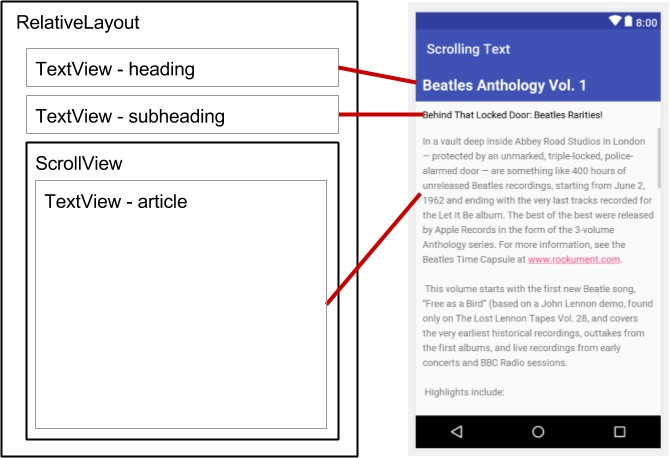 RelativeLayout
TextView - heading
TextView - subheading
ScrollView
TextView - article
8:00
Scrolling Text
Beatles Anthology Vol. 1
Behind That Locked Door: Beatles Rarities!
In a vault deep inside Abbey Road Studios in London
— protected by an unmarked, triple-locked, police-
alarmed door — are something like 400 hours of
unreleased Beatles recordings, starting from June 2,
1962 and ending with the very last tracks recorded for
the Let It Be album. The best of the best were released
by Apple Records in the form of the 3-volume
Anthology series. For more information, see the
Beatles Time Capsule at www.rockument.com.
This volume starts with the first new Beatle song,
“Free as a Bird” (based on a John Lennon demo, found
only on The Lost Lennon Tapes Vol. 28, and covers
the very earliest historical recordings, outtakes from
the first albums, and live recordings from early
concerts and BBC Radio sessions.
Highlights include: